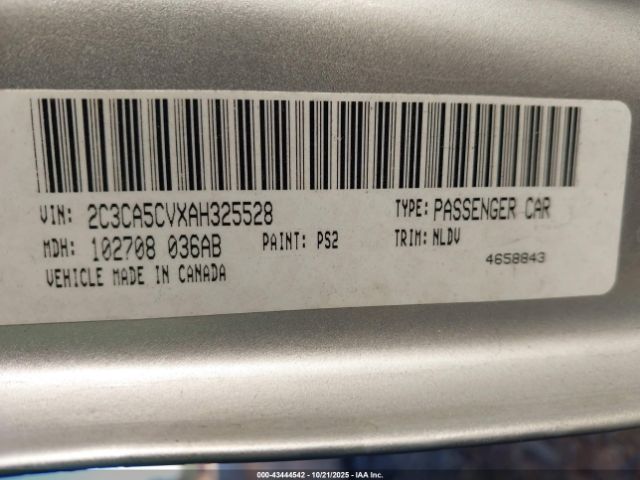 VIN: 2C3CA5CVXAH325528 TYPE: PASSENGER CAR
MDH: 102708 036AB PAINT: PS2 TRIM: NLDV
VEHICLE MADE IN CANADA 4658843
000-43444542 | 10/21/2025 | IAA Inc.